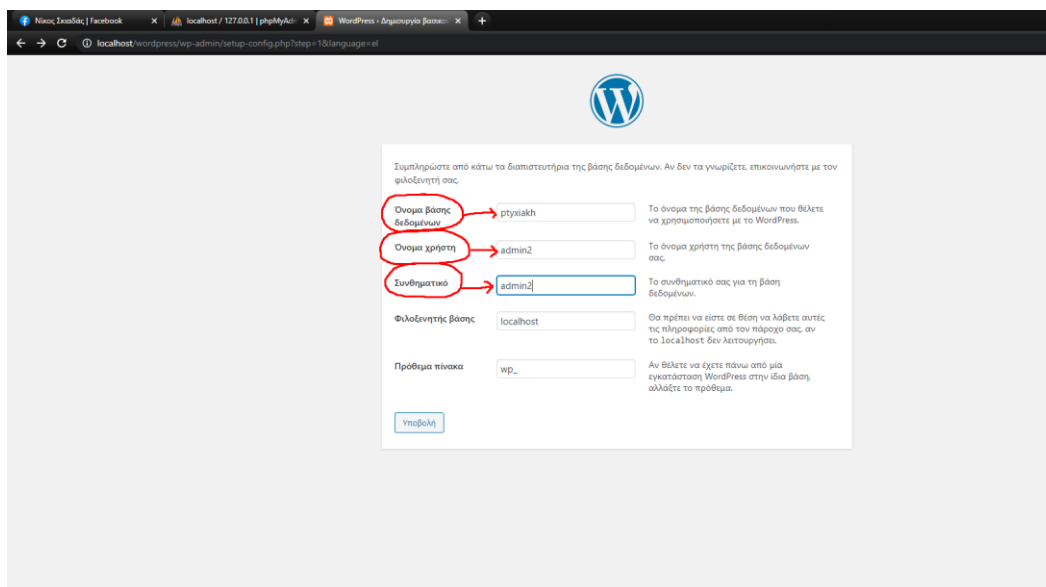 Νίκος Σκιαδάς | Facebook
localhost / 127.0.0.1 | phpMyAd
WordPress › Δημιουργία βασικο
localhost/wordpress/wp-admin/setup-config.php?step=1&language=el
Συμπληρώστε από κάτω τα διαπιστευτήρια της βάσης δεδομένων. Αν δεν τα γνωρίζετε, επικοινωνήστε με τον
φιλοξενητή σας.
Όνομα βάσης
δεδομένων
ptyxiakh
Το όνομα της βάσης δεδομένων που θέλετε
να χρησιμοποιήσετε με το WordPress.
Όνομα χρήστη
admin2
Το όνομα χρήστη της βάσης δεδομένων
σας.
Συνθηματικό
admin2
Το συνθηματικό σας για τη βάση
δεδομένων.
Φιλοξενητής βάσης
localhost
Θα πρέπει να είστε σε θέση να λάβετε αυτές
τις πληροφορίες από τον πάροχο σας, αν
το localhost δεν λειτουργήσει.
Πρόθεμα πίνακα
wp_
Αν θέλετε να έχετε πάνω από μία
εγκατάσταση WordPress στην ίδια βάση,
αλλάξτε το πρόθεμα.
Υποβολή